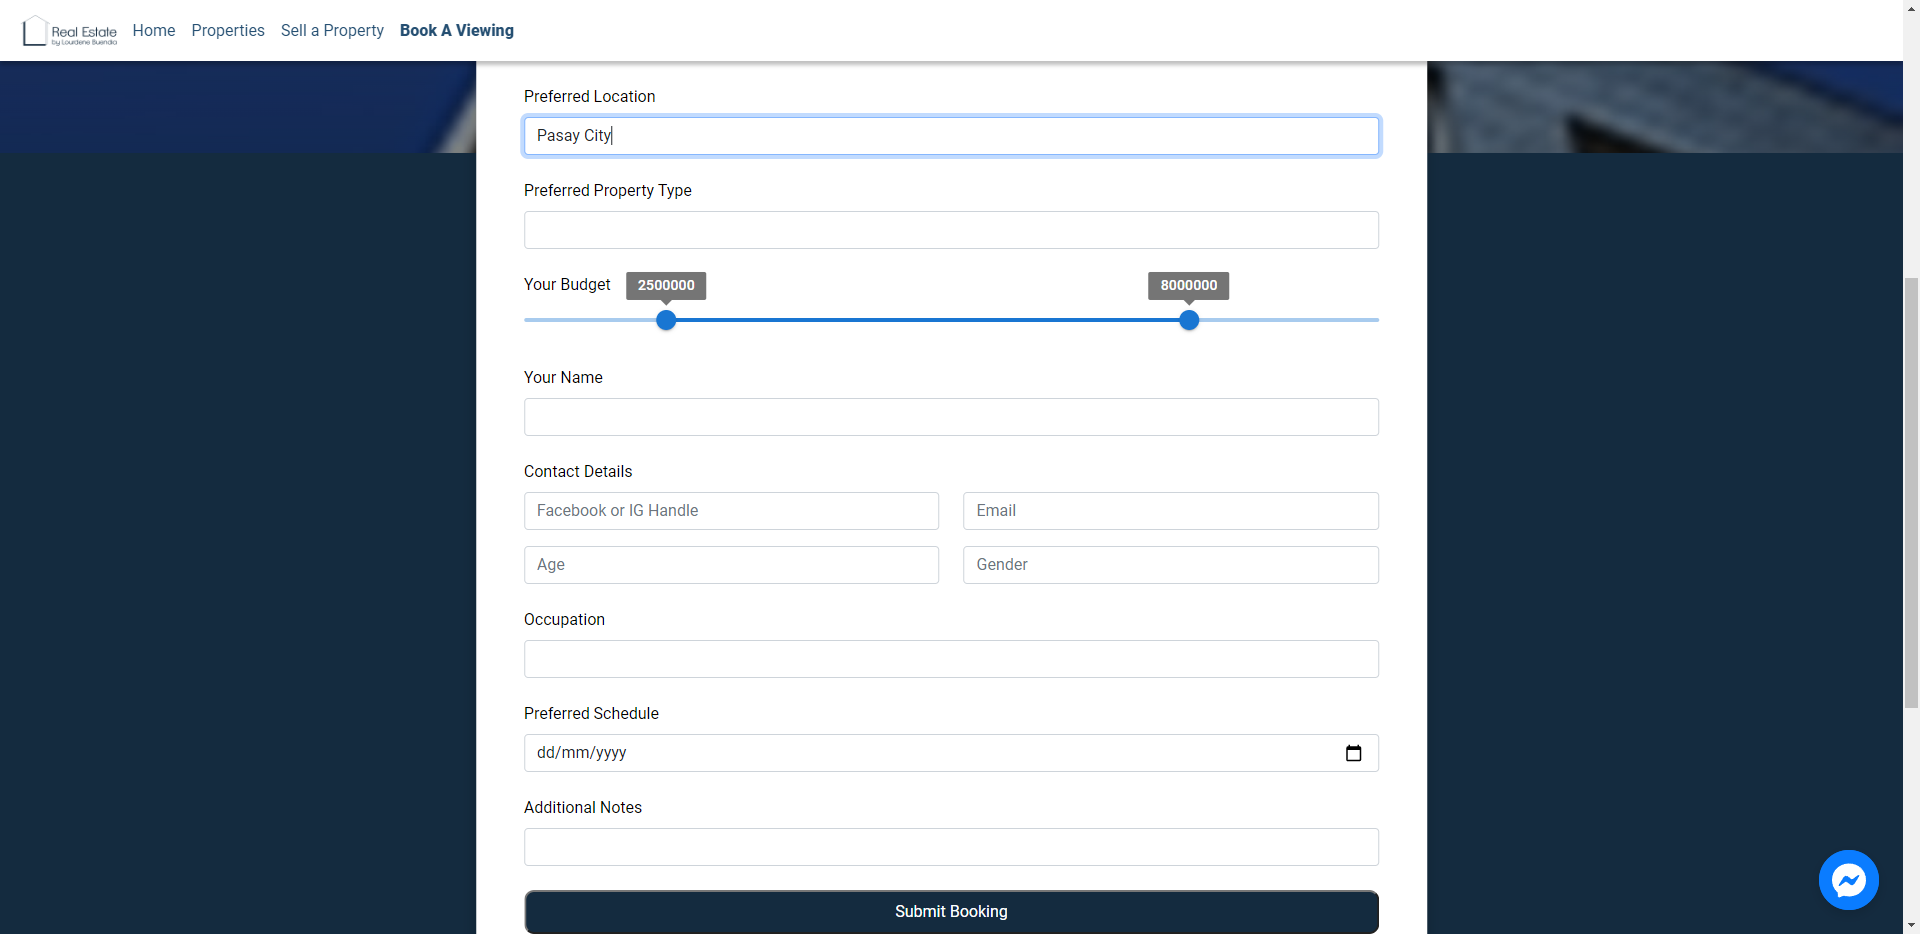 Real Estate
by Lourdene Buendia
Home
Properties
Sell a Property
Book A Viewing
Preferred Location
Pasay City
Preferred Property Type
Your Budget
2500000
8000000
Your Name
Contact Details
Facebook or IG Handle
Email
Age
Gender
Occupation
Preferred Schedule
dd/mm/yyyy
Additional Notes
Submit Booking